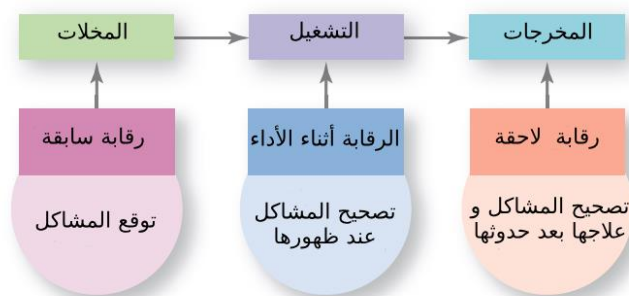 المخلات
التشغيل
المخرجات
رقابة سابقة
الرقابة أثناء الأداء
رقابة لاحقة
توقع المشاكل
تصحيح المشاكل
عند ظهورها
تصحيح المشاكل و
علاجها بعد حدوثها